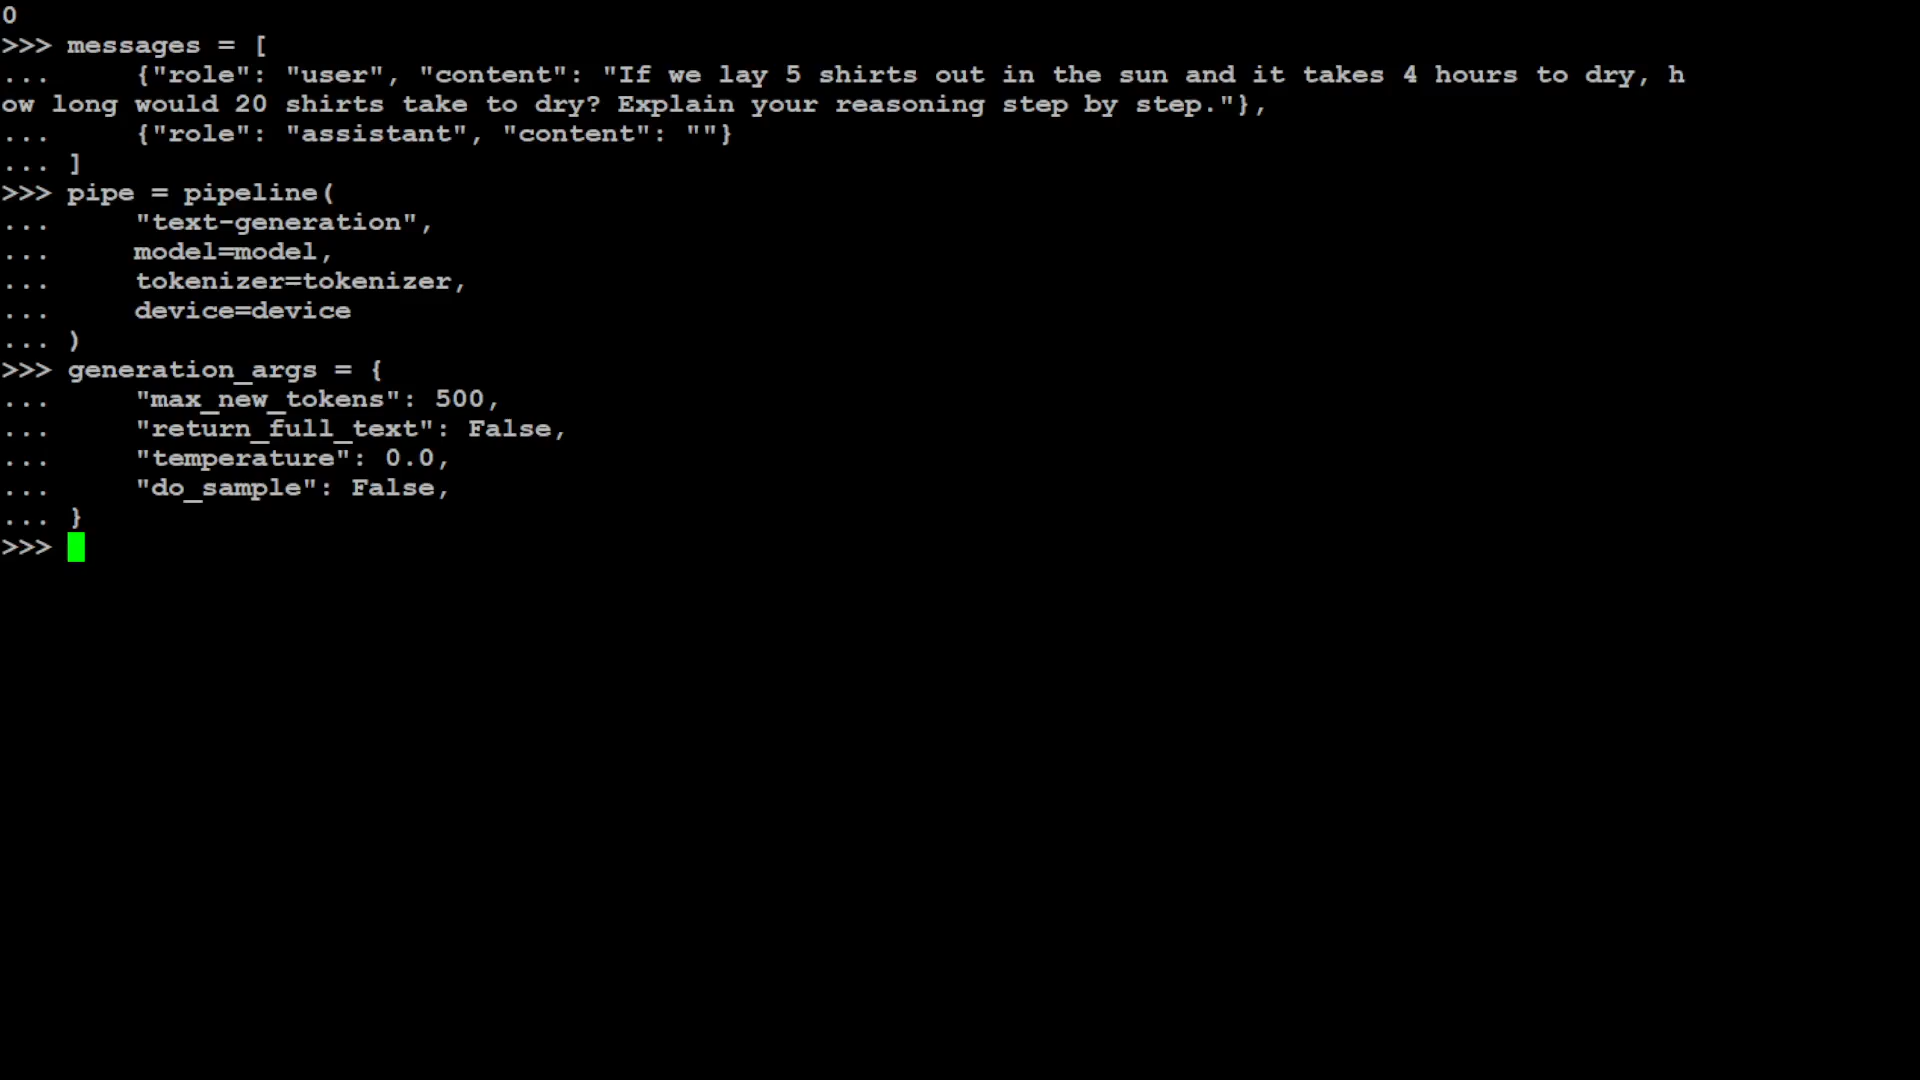 0
>>> messages = [
...     {"role": "user", "content": "If we lay 5 shirts out in the sun and it takes 4 hours to dry, h
ow long would 20 shirts take to dry? Explain your reasoning step by step."},
...     {"role": "assistant", "content": ""}
... ]
>>> pipe = pipeline(
...     "text-generation",
...     model=model,
...     tokenizer=tokenizer,
...     device=device
... )
>>> generation_args = {
...     "max_new_tokens": 500,
...     "return_full_text": False,
...     "temperature": 0.0,
...     "do_sample": False,
... }
>>>